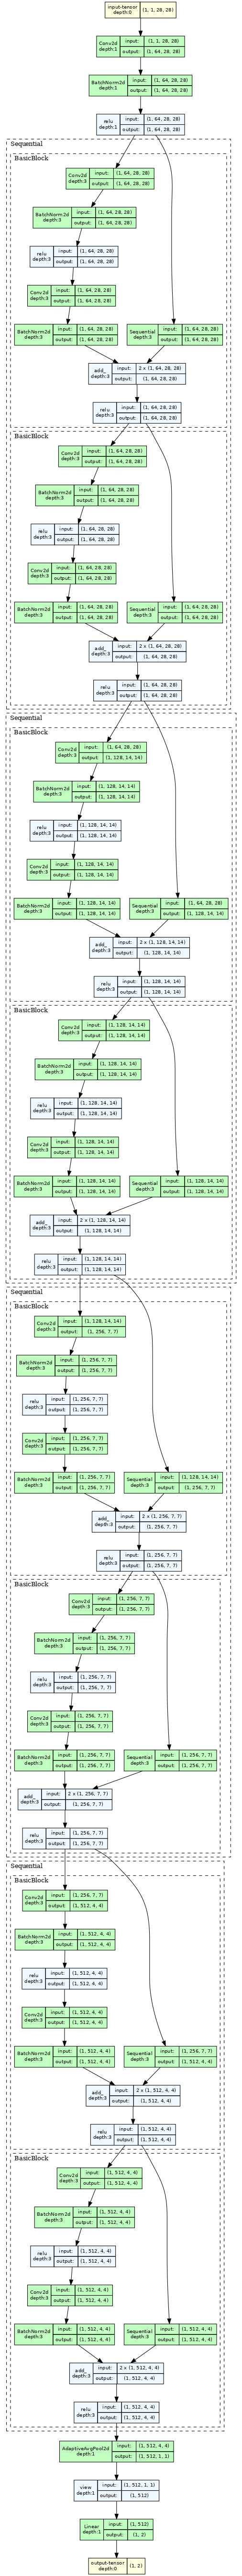 input-tensor
depth:0
(1, 1, 28, 28)
Conv2d
depth:1
input: (1, 1, 28, 28)
output: (1, 64, 28, 28)
BatchNorm2d
depth:1
input: (1, 64, 28, 28)
output: (1, 64, 28, 28)
relu
depth:1
input: (1, 64, 28, 28)
output: (1, 64, 28, 28)
Sequential
BasicBlock
Conv2d
depth:3
input: (1, 64, 28, 28)
output: (1, 64, 28, 28)
BatchNorm2d
depth:3
input: (1, 64, 28, 28)
output: (1, 64, 28, 28)
relu
depth:3
input: (1, 64, 28, 28)
output: (1, 64, 28, 28)
Conv2d
depth:3
input: (1, 64, 28, 28)
output: (1, 64, 28, 28)
BatchNorm2d
depth:3
input: (1, 64, 28, 28)
output: (1, 64, 28, 28)
Sequential
depth:3
input: (1, 64, 28, 28)
output: (1, 64, 28, 28)
add_
depth:3
input: 2 x (1, 64, 28, 28)
output: (1, 64, 28, 28)
relu
depth:3
input: (1, 64, 28, 28)
output: (1, 64, 28, 28)
BasicBlock
Conv2d
depth:3
input: (1, 64, 28, 28)
output: (1, 64, 28, 28)
BatchNorm2d
depth:3
input: (1, 64, 28, 28)
output: (1, 64, 28, 28)
relu
depth:3
input: (1, 64, 28, 28)
output: (1, 64, 28, 28)
Conv2d
depth:3
input: (1, 64, 28, 28)
output: (1, 64, 28, 28)
BatchNorm2d
depth:3
input: (1, 64, 28, 28)
output: (1, 64, 28, 28)
Sequential
depth:3
input: (1, 64, 28, 28)
output: (1, 64, 28, 28)
add_
depth:3
input: 2 x (1, 64, 28, 28)
output: (1, 64, 28, 28)
relu
depth:3
input: (1, 64, 28, 28)
output: (1, 64, 28, 28)
Sequential
BasicBlock
Conv2d
depth:3
input: (1, 64, 28, 28)
output: (1, 128, 14, 14)
BatchNorm2d
depth:3
input: (1, 128, 14, 14)
output: (1, 128, 14, 14)
relu
depth:3
input: (1, 128, 14, 14)
output: (1, 128, 14, 14)
Conv2d
depth:3
input: (1, 128, 14, 14)
output: (1, 128, 14, 14)
BatchNorm2d
depth:3
input: (1, 128, 14, 14)
output: (1, 128, 14, 14)
Sequential
depth:3
input: (1, 64, 28, 28)
output: (1, 128, 14, 14)
add_
depth:3
input: 2 x (1, 128, 14, 14)
output: (1, 128, 14, 14)
relu
depth:3
input: (1, 128, 14, 14)
output: (1, 128, 14, 14)
BasicBlock
Conv2d
depth:3
input: (1, 128, 14, 14)
output: (1, 128, 14, 14)
BatchNorm2d
depth:3
input: (1, 128, 14, 14)
output: (1, 128, 14, 14)
relu
depth:3
input: (1, 128, 14, 14)
output: (1, 128, 14, 14)
Conv2d
depth:3
input: (1, 128, 14, 14)
output: (1, 128, 14, 14)
BatchNorm2d
depth:3
input: (1, 128, 14, 14)
output: (1, 128, 14, 14)
Sequential
depth:3
input: (1, 128, 14, 14)
output: (1, 128, 14, 14)
add_
depth:3
input: 2 x (1, 128, 14, 14)
output: (1, 128, 14, 14)
relu
depth:3
input: (1, 128, 14, 14)
output: (1, 128, 14, 14)
Sequential
BasicBlock
Conv2d
depth:3
input: (1, 128, 14, 14)
output: (1, 256, 7, 7)
BatchNorm2d
depth:3
input: (1, 256, 7, 7)
output: (1, 256, 7, 7)
relu
depth:3
input: (1, 256, 7, 7)
output: (1, 256, 7, 7)
Conv2d
depth:3
input: (1, 256, 7, 7)
output: (1, 256, 7, 7)
BatchNorm2d
depth:3
input: (1, 256, 7, 7)
output: (1, 256, 7, 7)
Sequential
depth:3
input: (1, 128, 14, 14)
output: (1, 256, 7, 7)
add_
depth:3
input: 2 x (1, 256, 7, 7)
output: (1, 256, 7, 7)
relu
depth:3
input: (1, 256, 7, 7)
output: (1, 256, 7, 7)
BasicBlock
Conv2d
depth:3
input: (1, 256, 7, 7)
output: (1, 256, 7, 7)
BatchNorm2d
depth:3
input: (1, 256, 7, 7)
output: (1, 256, 7, 7)
relu
depth:3
input: (1, 256, 7, 7)
output: (1, 256, 7, 7)
Conv2d
depth:3
input: (1, 256, 7, 7)
output: (1, 256, 7, 7)
BatchNorm2d
depth:3
input: (1, 256, 7, 7)
output: (1, 256, 7, 7)
Sequential
depth:3
input: (1, 256, 7, 7)
output: (1, 256, 7, 7)
add_
depth:3
input: 2 x (1, 256, 7, 7)
output: (1, 256, 7, 7)
relu
depth:3
input: (1, 256, 7, 7)
output: (1, 256, 7, 7)
Sequential
BasicBlock
Conv2d
depth:3
input: (1, 256, 7, 7)
output: (1, 512, 4, 4)
BatchNorm2d
depth:3
input: (1, 512, 4, 4)
output: (1, 512, 4, 4)
relu
depth:3
input: (1, 512, 4, 4)
output: (1, 512, 4, 4)
Conv2d
depth:3
input: (1, 512, 4, 4)
output: (1, 512, 4, 4)
BatchNorm2d
depth:3
input: (1, 512, 4, 4)
output: (1, 512, 4, 4)
Sequential
depth:3
input: (1, 256, 7, 7)
output: (1, 512, 4, 4)
add_
depth:3
input: 2 x (1, 512, 4, 4)
output: (1, 512, 4, 4)
relu
depth:3
input: (1, 512, 4, 4)
output: (1, 512, 4, 4)
BasicBlock
Conv2d
depth:3
input: (1, 512, 4, 4)
output: (1, 512, 4, 4)
BatchNorm2d
depth:3
input: (1, 512, 4, 4)
output: (1, 512, 4, 4)
relu
depth:3
input: (1, 512, 4, 4)
output: (1, 512, 4, 4)
Conv2d
depth:3
input: (1, 512, 4, 4)
output: (1, 512, 4, 4)
BatchNorm2d
depth:3
input: (1, 512, 4, 4)
output: (1, 512, 4, 4)
Sequential
depth:3
input: (1, 512, 4, 4)
output: (1, 512, 4, 4)
add_
depth:3
input: 2 x (1, 512, 4, 4)
output: (1, 512, 4, 4)
relu
depth:3
input: (1, 512, 4, 4)
output: (1, 512, 4, 4)
AdaptiveAvgPool2d
depth:1
input: (1, 512, 4, 4)
output: (1, 512, 1, 1)
view
depth:1
input: (1, 512, 1, 1)
output: (1, 512)
Linear
depth:1
input: (1, 512)
output: (1, 2)
output-tensor
depth:0
(1, 2)